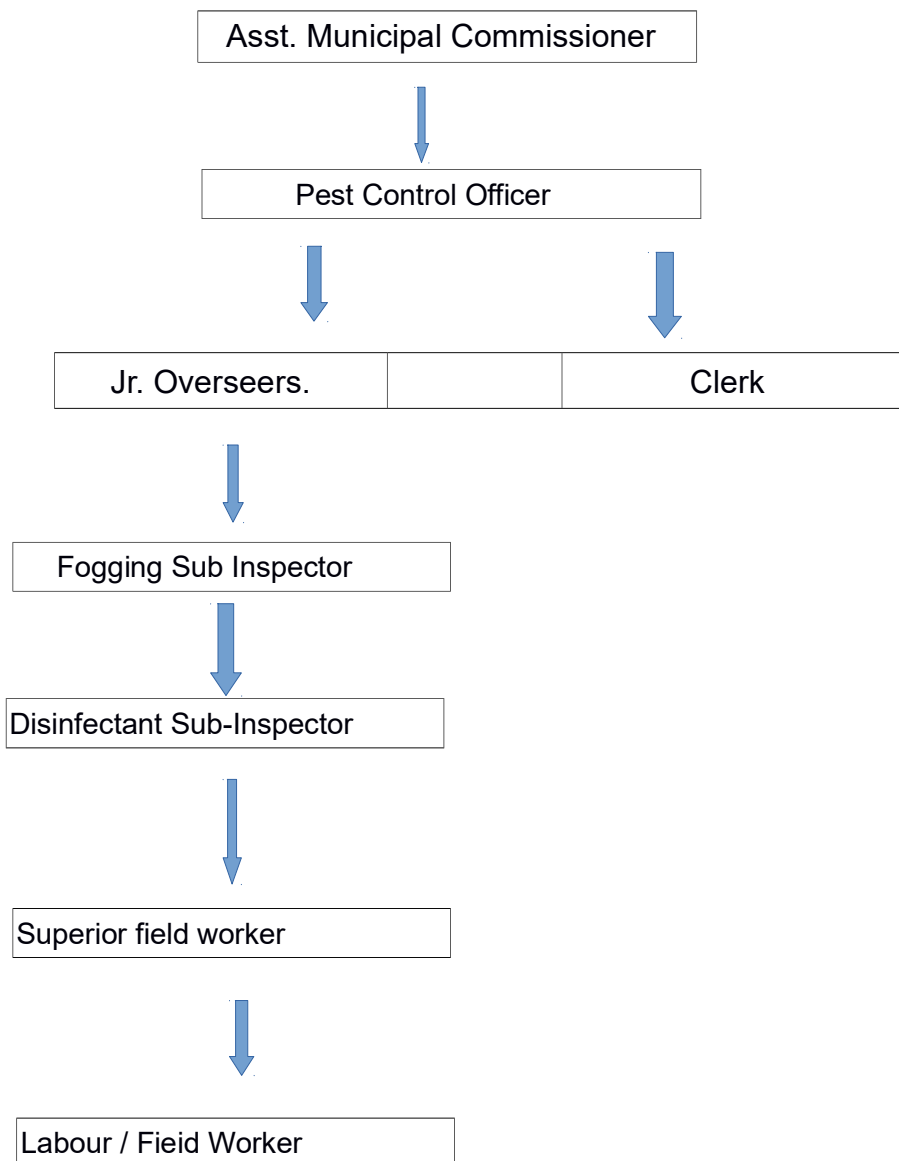 Asst. Municipal Commissioner
Pest Control Officer
Jr. Overseers. Clerk
Fogging Sub Inspector
Disinfectant Sub-Inspector
Superior field worker
Labour / Fieid Worker